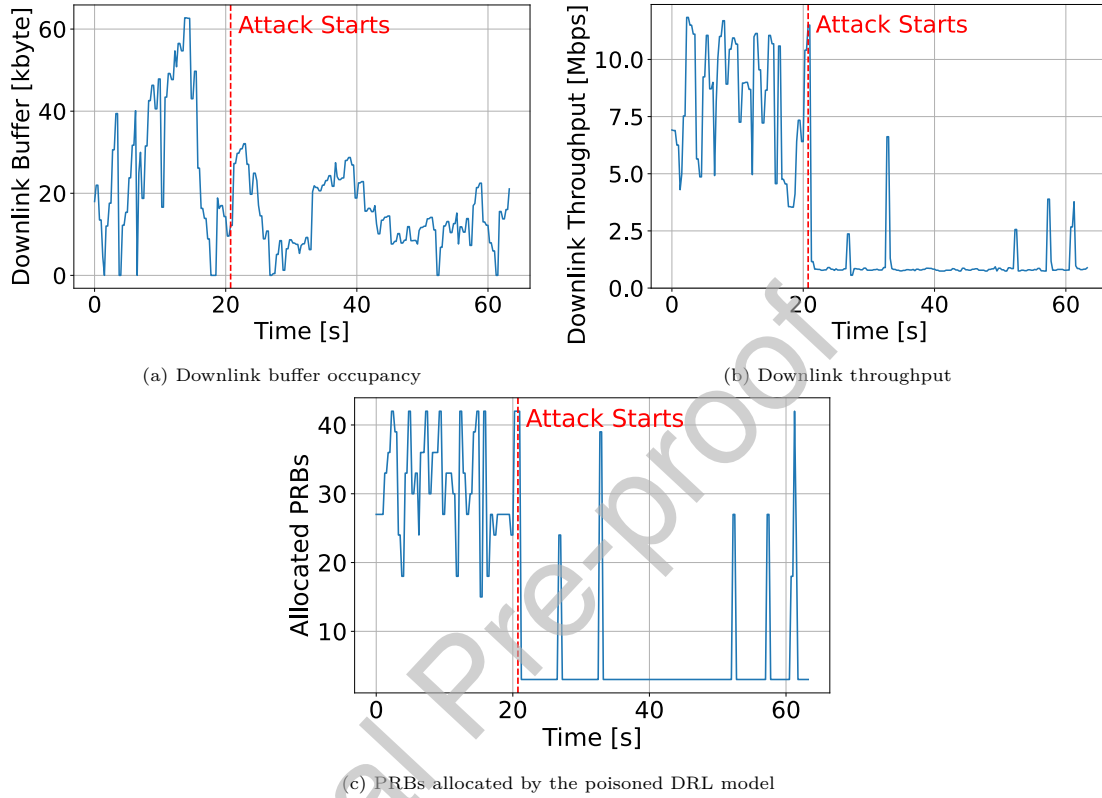 Attack Starts
Downlink Buffer [kbyte]
60
40
20
0
0 20 40 60
Time [s]
(a) Downlink buffer occupancy
Attack Starts
Downlink Throughput [Mbps]
10.0
7.5
5.0
2.5
0.0
0 20 40 60
Time [s]
(b) Downlink throughput
Attack Starts
Allocated PRBs
40
30
20
10
0 20 40 60
Time [s]
(c) PRBs allocated by the poisoned DRL model
al Pre-proof